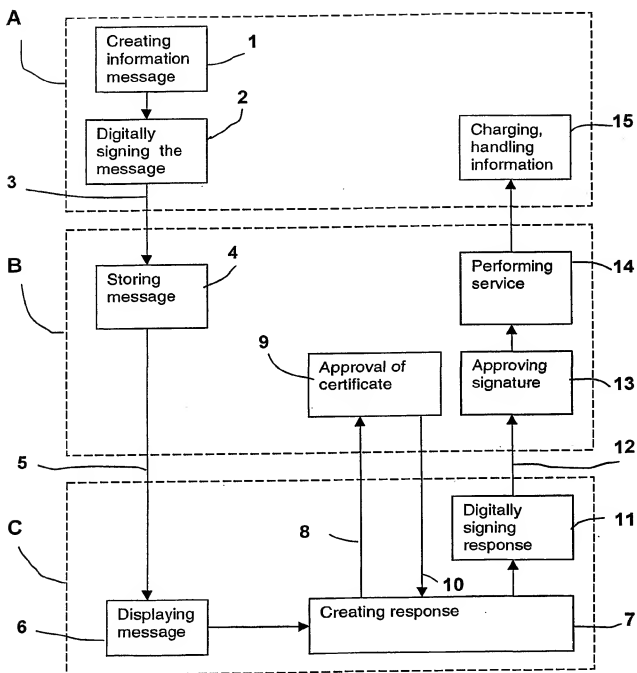 A
Creating
information
message
1
2
Digitally
signing the
message
3
Charging,
handling
information
15
B
Storing
message
4
Performing
service
14
9
Approval of
certificate
Approving
signature
13
5
12
C
8
10
Digitally
signing
response
11
6
Displaying
message
Creating response
7